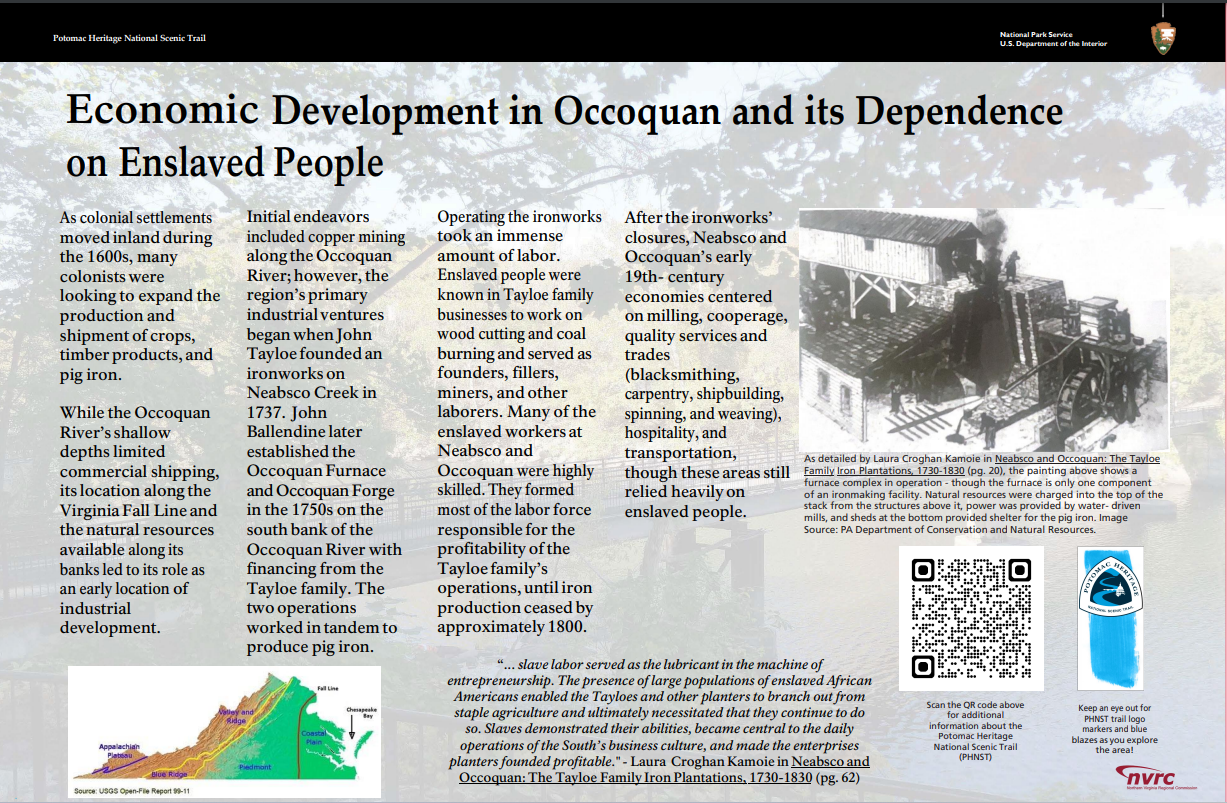 Potomac Heritage National Scenic Trail
National Park Service
U.S. Department of the Interior
Economic Development in Occoquan and its Dependence
on Enslaved People
As colonial settlements
moved inland during
the 1600s, many
colonists were
looking to expand the
production and
shipment of crops,
timber products, and
pig iron.
While the Occoquan
River's shallow
depths limited
commercial shipping,
its location along the
Virginia Fall Line and
the natural resources
available along its
banks led to its role as
an early location of
industrial
development.
Initial endeavors
included copper mining
along the Occoquan
River; however, the
region's primary
industrial ventures
began when John
Tayloe founded an
ironworks on
Neabsco Creek in
1737. John
Ballendine later
established the
Occoquan Furnace
and Occoquan Forge
in the 1750s on the
south bank of the
Occoquan River with
financing from the
Tayloe family. The
two operations
worked in tandem to
produce pig iron.
Operating the ironworks
took an immense
amount of labor.
Enslaved people were
known in Tayloe family
businesses to work on
wood cutting and coal
burning and served as
founders, fillers,
miners, and other
laborers. Many of the
enslaved workers at
Neabsco and
Occoquan were highly
skilled. They formed
most of the labor force
responsible for the
profitability of the
Tayloe family's
operations, until iron
production ceased by
approximately 1800.
After the ironworks'
closures, Neabsco and
Occoquan's early
19th- century
economies centered
on milling, cooperage,
quality services and
trades
(blacksmithing,
carpentry, shipbuilding,
spinning, and weaving),
hospitality, and
transportation,
though these areas still
relied heavily on
enslaved people.
As detailed by Laura Croghan Kamoie in Neabsco and Occoquan: The Tayloe
Family Iron Plantations, 1730-1830 (pg. 20), the painting above shows a
furnace complex in operation - though the furnace is only one component
of an ironmaking facility. Natural resources were charged into the top of the
stack from the structures above it, power was provided by water- driven
mills, and sheds at the bottom provided shelter for the pig iron. Image
Source: PA Department of Conservation and Natural Resources.
Fall Line
Chesapeake
Bay
Valley and
Ridge
Coastal
Plain
Appalachian
Plateau
Blue Ridge
Piedmont
Source: USGS Open-File Report 99-11
"... slave labor served as the lubricant in the machine of
entrepreneurship. The presence of large populations of enslaved African
Americans enabled the Tayloes and other planters to branch out from
staple agriculture and ultimately necessitated that they continue to do
so. Slaves demonstrated their abilities, became central to the daily
operations of the South's business culture, and made the enterprises
planters founded profitable." - Laura Croghan Kamoie in Neabsco and
Occoquan: The Tayloe Family Iron Plantations, 1730-1830 (pg. 62)
Scan the QR code above
for additional
information about the
Potomac Heritage
National Scenic Trail
(PHNST)
POTOMAC HERITAGE
NATIONAL SCENIC TRAIL
Keep an eye out for
PHNST trail logo
markers and blue
blazes as you explore
the area!
nvrc
Northern Virginia Regional Commission